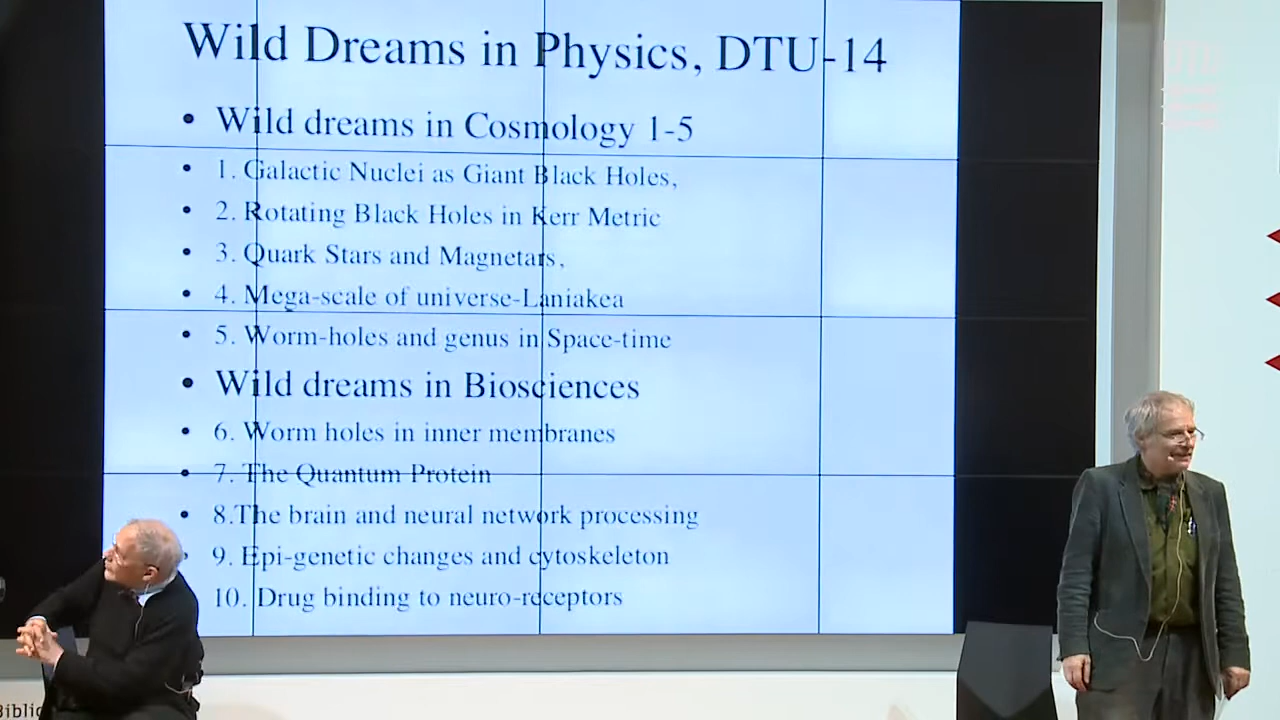 Wild Dreams in Physics, DTU-14
• Wild dreams in Cosmology 1-5
• 1. Galactic Nuclei as Giant Black Holes,
• 2. Rotating Black Holes in Kerr Metric
• 3. Quark Stars and Magnetars,
• 4. Mega-scale of universe-Laniakea
• 5. Worm-holes and genus in Space-time
• Wild dreams in Biosciences
• 6. Worm holes in inner membranes
• 7. The Quantum Protein
• 8.The brain and neural network processing
• 9. Epi-genetic changes and cytoskeleton
10. Drug binding to neuro-receptors
DTU